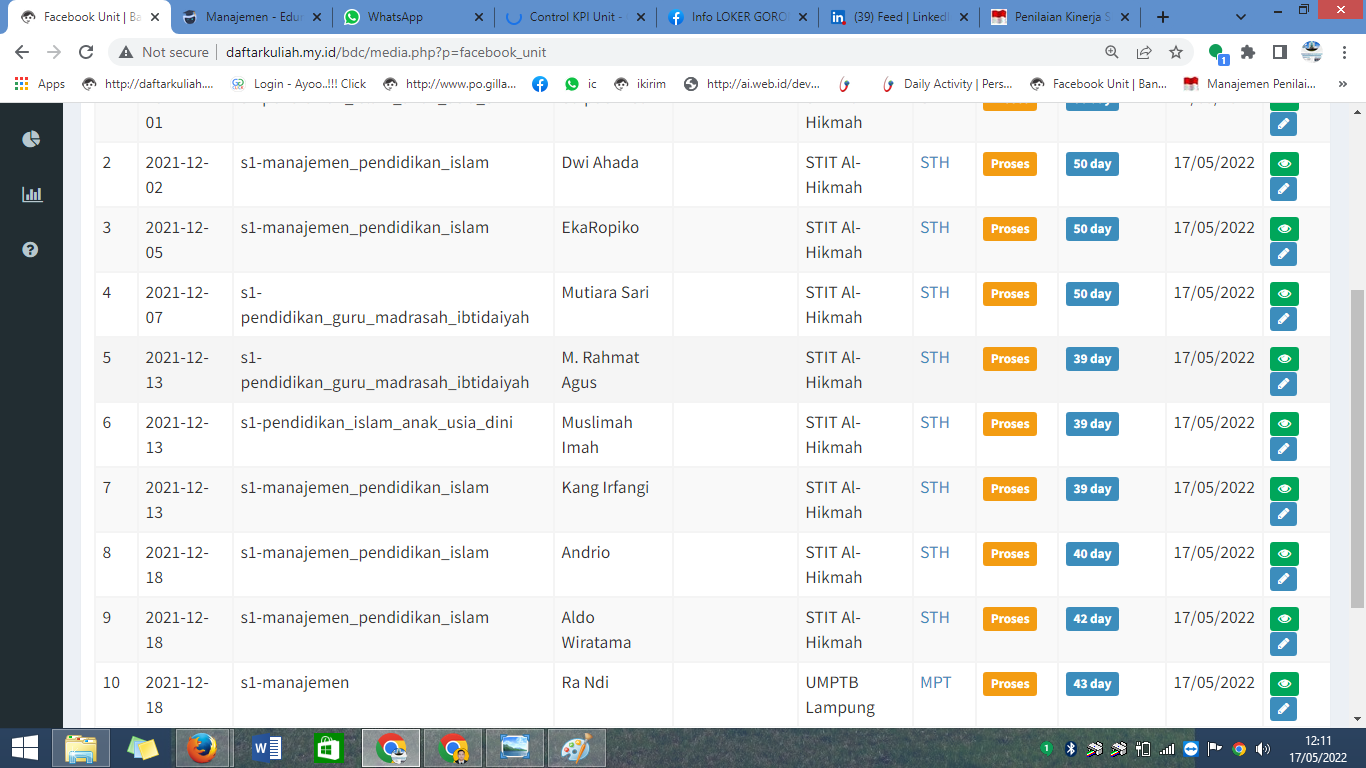 Facebook Unit | Ba
Manajemen - Edu
WhatsApp
Control KPI Unit -
Info LOKER GORO
(39) Feed | Linked
Penilaian Kinerja S
Not secure
daftarkuliah.my.id/bdc/media.php?p=facebook_unit
Apps
http://daftarkuliah....
Login - Ayoo..!!! Click
http://www.po.gilla...
ic
ikirim
http://ai.web.id/dev...
Daily Activity | Pers...
Facebook Unit | Ban...
Manajemen Penilai...
»
01
Hikmah
Proses
2 2021-12- s1-manajemen_pendidikan_islam Dwi Ahada STIT Al- STH Proses 50 day 17/05/2022
02 Hikmah
3 2021-12- s1-manajemen_pendidikan_islam EkaRopiko STIT Al- STH Proses 50 day 17/05/2022
05 Hikmah
4 2021-12- s1- Mutiara Sari STIT Al- STH Proses 50 day 17/05/2022
07 pendidikan_guru_madrasah_ibtidaiyah Hikmah
5 2021-12- s1- M. Rahmat STIT Al- STH Proses 39 day 17/05/2022
13 pendidikan_guru_madrasah_ibtidaiyah Agus Hikmah
6 2021-12- s1-pendidikan_islam_anak_usia_dini Muslimah STIT Al- STH Proses 39 day 17/05/2022
13 Imah Hikmah
7 2021-12- s1-manajemen_pendidikan_islam Kang Irfangi STIT Al- STH Proses 39 day 17/05/2022
13 Hikmah
8 2021-12- s1-manajemen_pendidikan_islam Andrio STIT Al- STH Proses 40 day 17/05/2022
18 Hikmah
9 2021-12- s1-manajemen_pendidikan_islam Aldo STIT Al- STH Proses 42 day 17/05/2022
18 Wiratama Hikmah
10 2021-12- s1-manajemen Ra Ndi UMPTB MPT Proses 43 day 17/05/2022
18 Lampung
12:11
17/05/2022